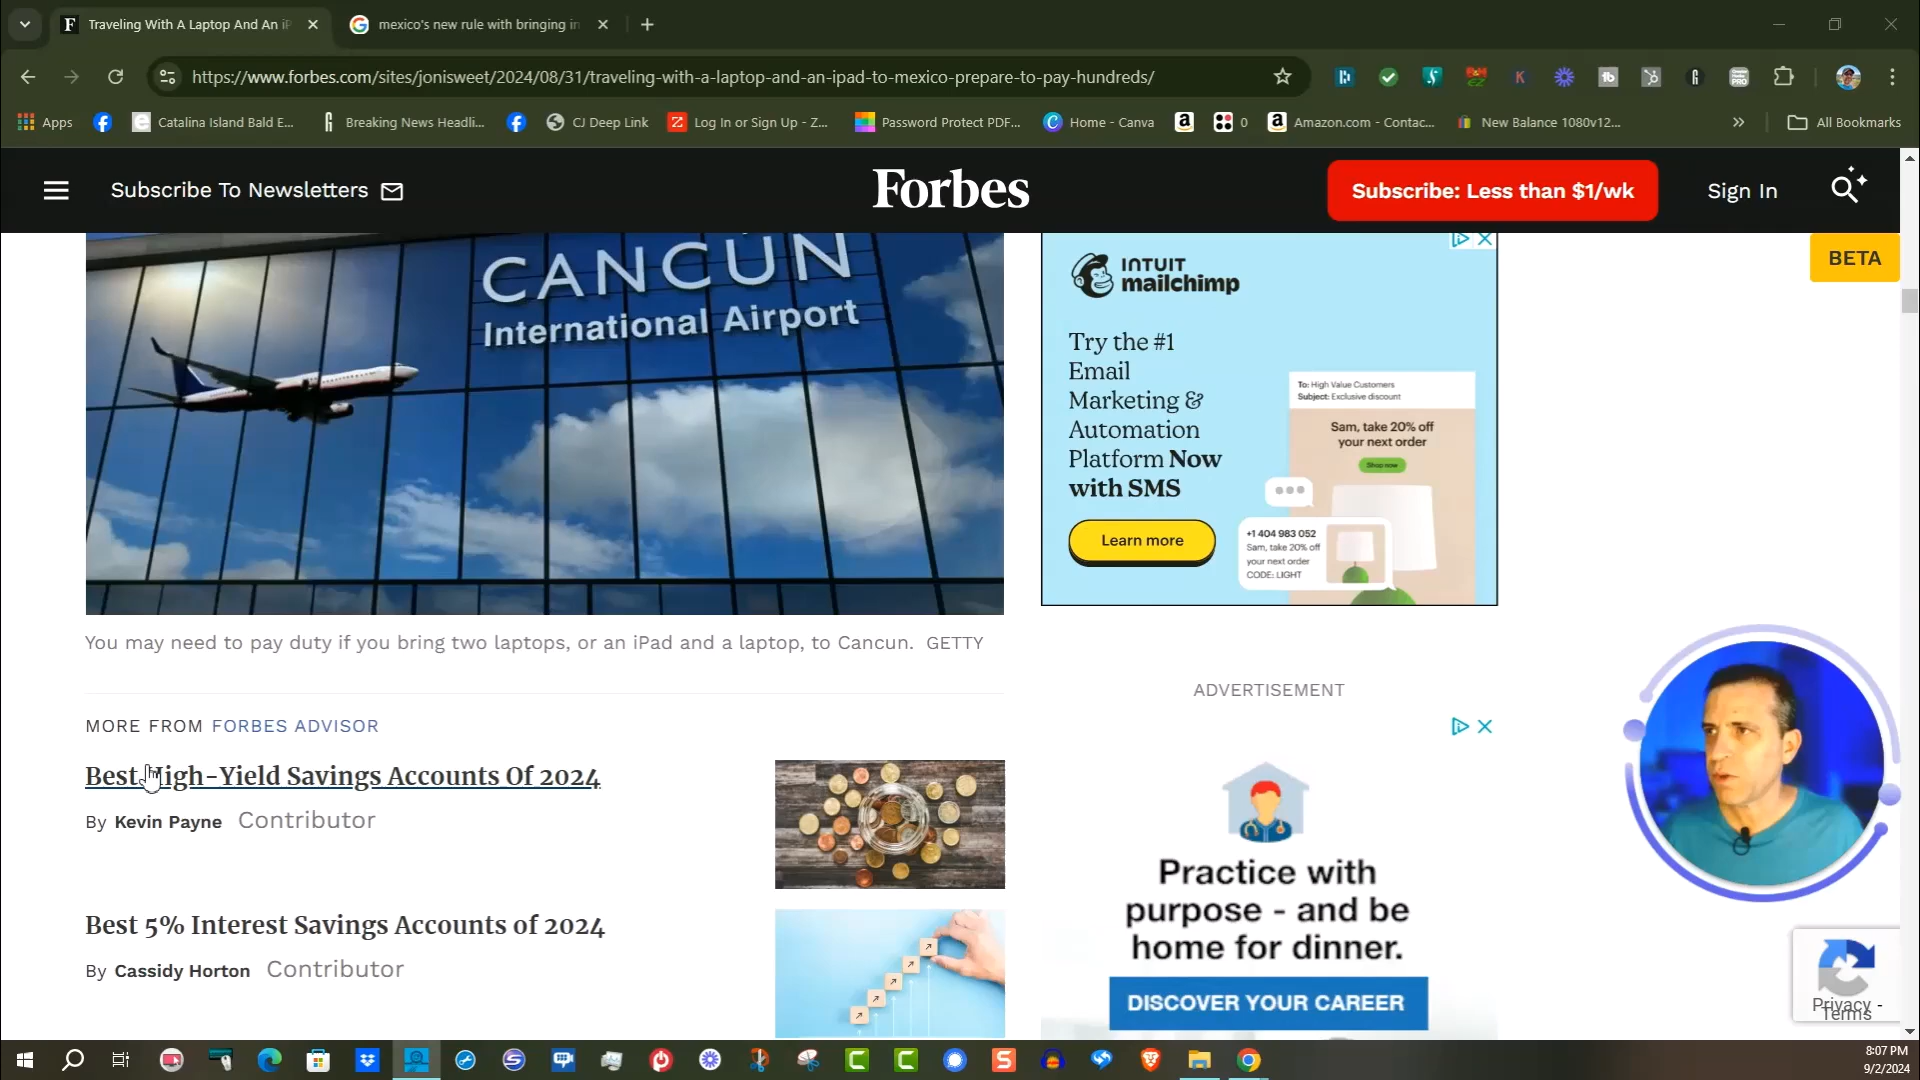 Traveling With A Laptop And An iP
mexico's new rule with bringing in
https://www.forbes.com/sites/jonisweet/2024/08/31/traveling-with-a-laptop-and-an-ipad-to-mexico-prepare-to-pay-hundreds/
Apps
Catalina Island Bald E...
Breaking News Headli...
CJ Deep Link
Log In or Sign Up - Z...
Password Protect PDF...
Home - Canva
0
Amazon.com - Contac...
New Balance 1080v12...
All Bookmarks
Subscribe To Newsletters
Forbes
Subscribe: Less than $1/wk
Sign In
BETA
CANCUN
International Airport
INTUIT
mailchimp
Try the #1
Email
Marketing &
Automation
Platform Now
with SMS
Learn more
To: High Value Customers
Subject: Exclusive discount
Sam, take 20% off
your next order
Shop now
+1 404 983 052
Sam, take 20% off
your next order
CODE: LIGHT
You may need to pay duty if you bring two laptops, or an iPad and a laptop, to Cancun. GETTY
MORE FROM FORBES ADVISOR
Best High-Yield Savings Accounts Of 2024
By Kevin Payne Contributor
Best 5% Interest Savings Accounts of 2024
By Cassidy Horton Contributor
ADVERTISEMENT
Practice with
purpose - and be
home for dinner.
DISCOVER YOUR CAREER
Privacy -
Terms
8:07 PM
9/2/2024